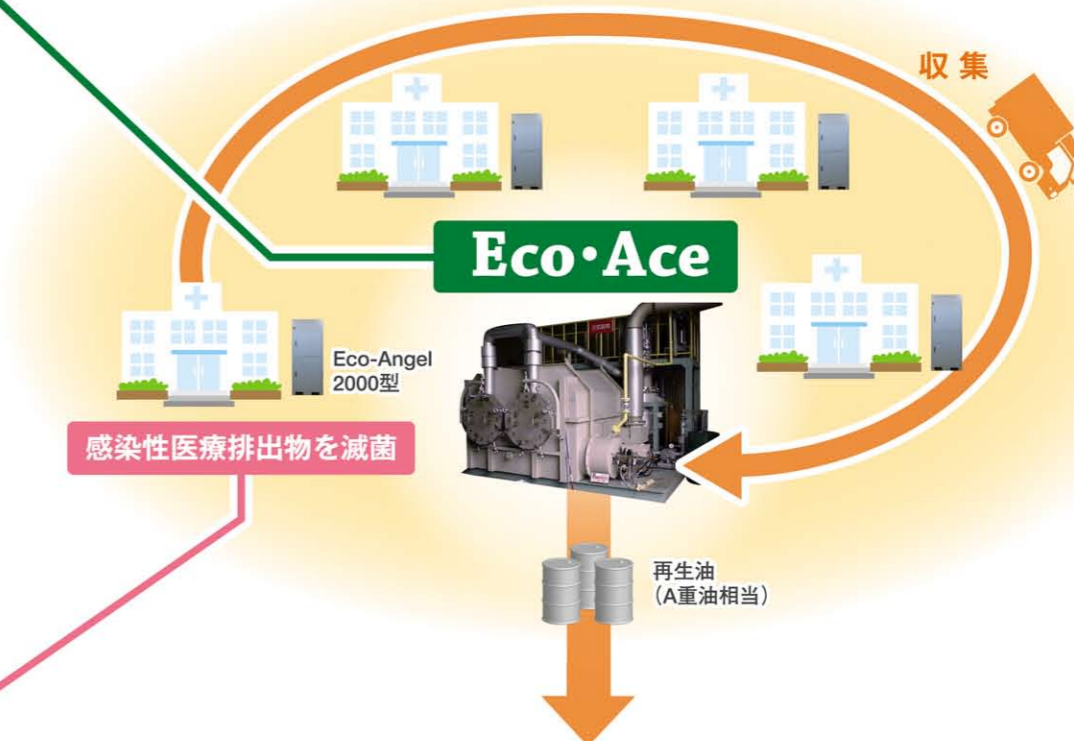 収集
Eco・Ace
Eco-Angel
2000型
感染性医療排出物を滅菌
再生油
（A重油相当）